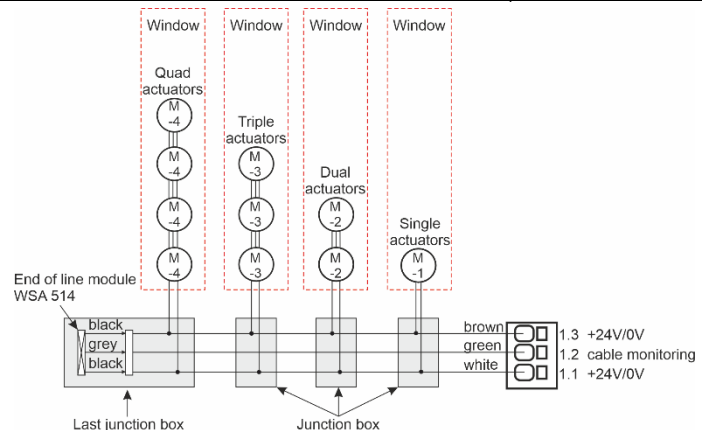 Window
Window
Window
Window
Quad
actuators
M
-4
M
-4
M
-4
M
-4
Triple
actuators
M
-3
M
-3
M
-3
Dual
actuators
M
-2
M
-2
Single
actuators
M
-1
End of line module
WSA 514
black
grey
black
brown
green
white
1.3 +24V/0V
1.2 cable monitoring
1.1 +24V/0V
Last junction box
Junction box